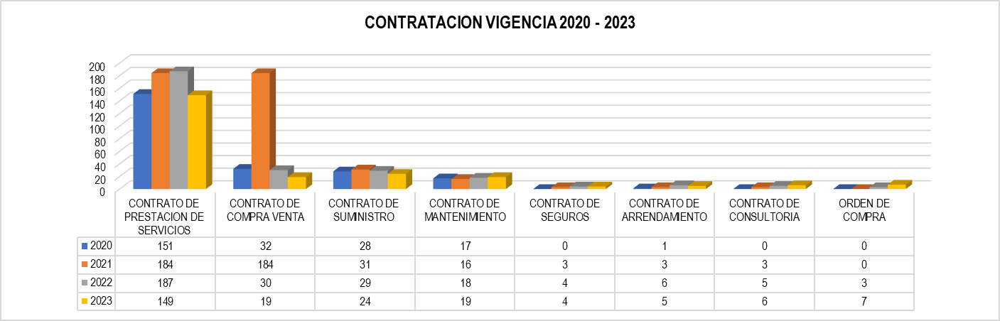 CONTRATACION VIGENCIA 2020 - 2023
200
180
160
140
120
100
80
60
40
20
0
CONTRATO DE PRESTACION DE SERVICIOS
CONTRATO DE COMPRA VENTA
CONTRATO DE SUMINISTRO
CONTRATO DE MANTENIMIENTO
CONTRATO DE SEGUROS
CONTRATO DE ARRENDAMIENTO
CONTRATO DE CONSULTORIA
ORDEN DE COMPRA
2020 151 32 28 17 0 1 0 0
2021 184 184 31 16 3 3 3 0
2022 187 30 29 18 4 6 5 3
2023 149 19 24 19 4 5 6 7